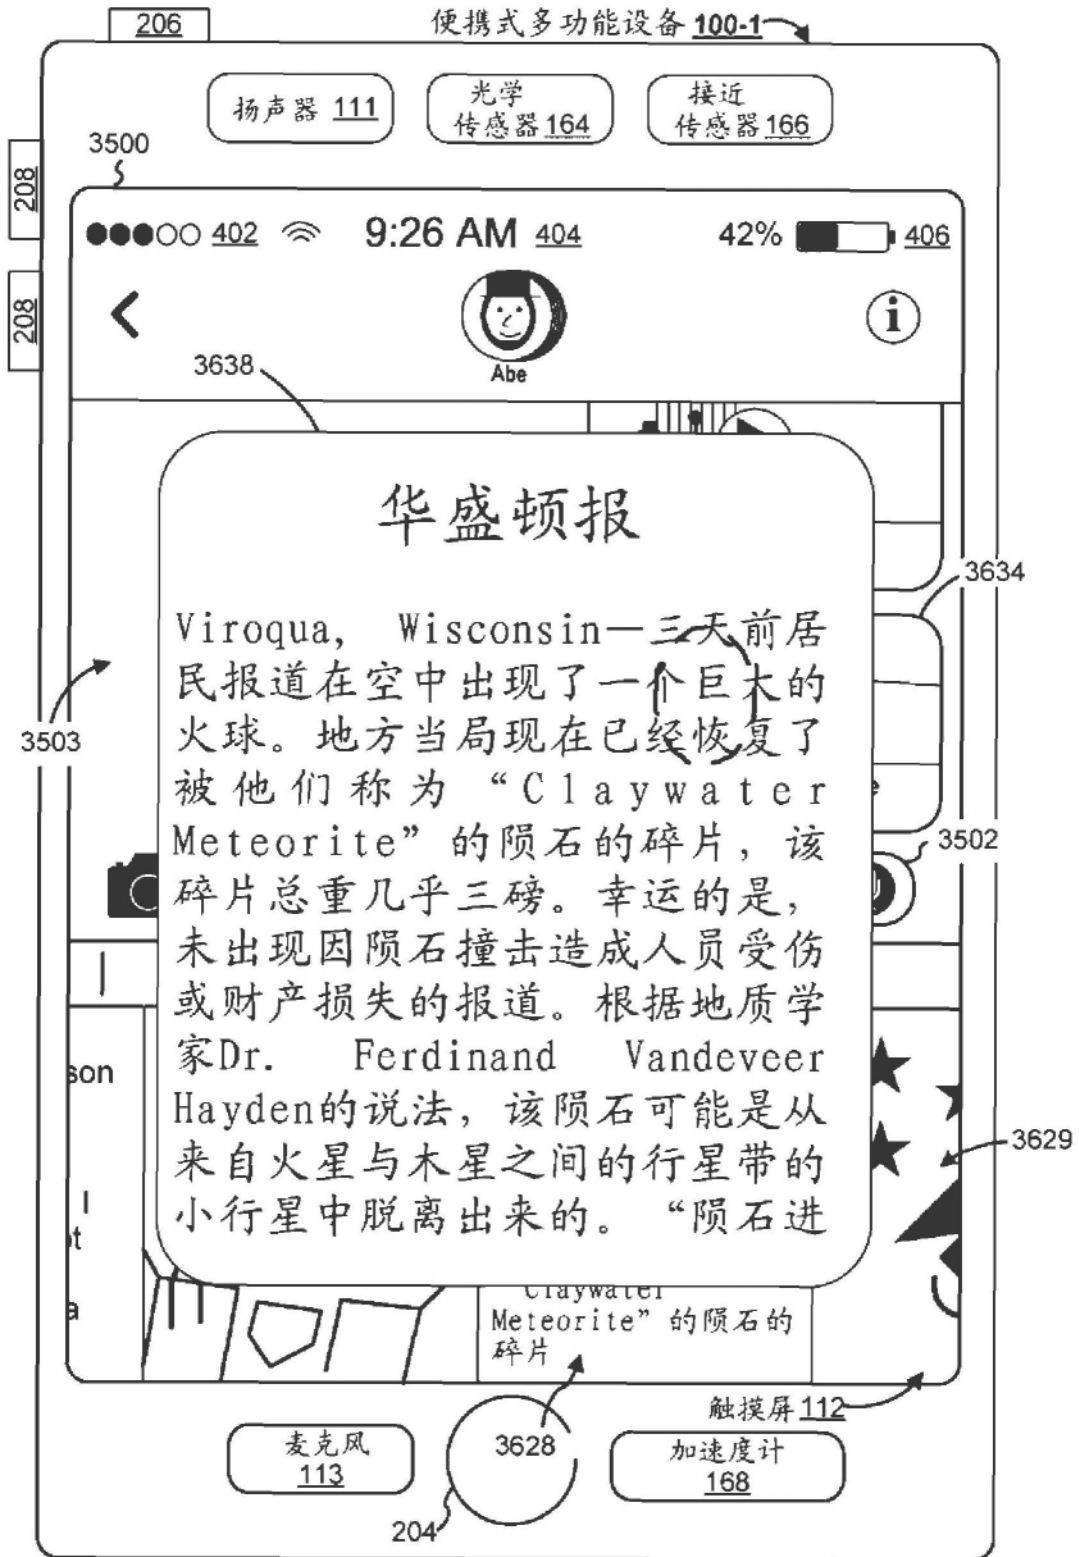 206
便携式多功能设备 100-1
扬声器 111
光学
传感器 164
接近
传感器 166
3500
208
402 9:26 AM 404 42% 406
208
i
Abe
3638
华盛顿报
3634
Viroqua, Wisconsin—三天前居
民报道在空中出现了一个巨大的
3503
火球。地方当局现在已经恢复了
被他们称为“Claywater
Meteorite”的陨石的碎片，该
3502
碎片总重几乎三磅。幸运的是，
未出现因陨石撞击造成人员受伤
或财产损失的报道。根据地质学
家Dr. Ferdinand Vandeveer
son
Hayden的说法，该陨石可能是从
3629
来自火星与木星之间的行星带的
小行星中脱离出来的。“陨石进
Claywater
Meteorite”的陨石的
碎片
触摸屏 112
麦克风
113
3628
加速度计
168
204